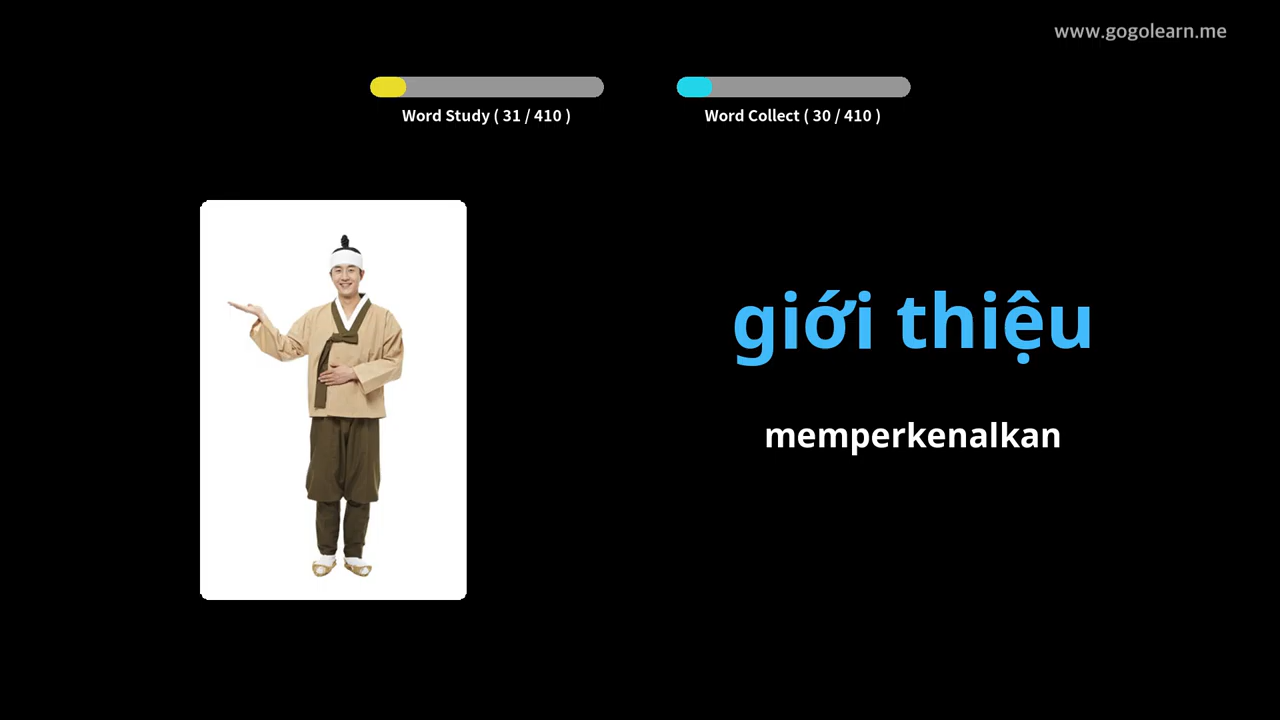 www.gogolearn.me
Word Study ( 31 / 410 )
Word Collect ( 30 / 410 )
giới thiệu
memperkenalkan